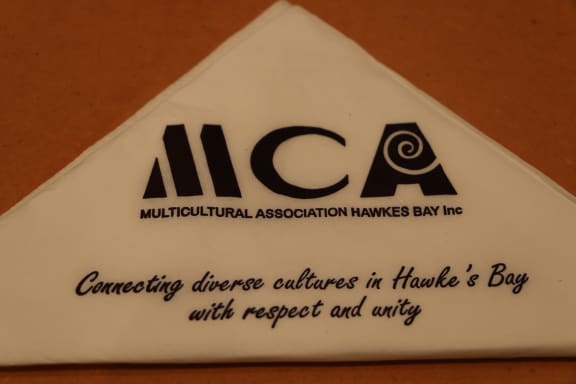 MCA
MULTICULTURAL ASSOCIATION HAWKES BAY Inc
Connecting diverse cultures in Hawke's Bay
with respect and unity